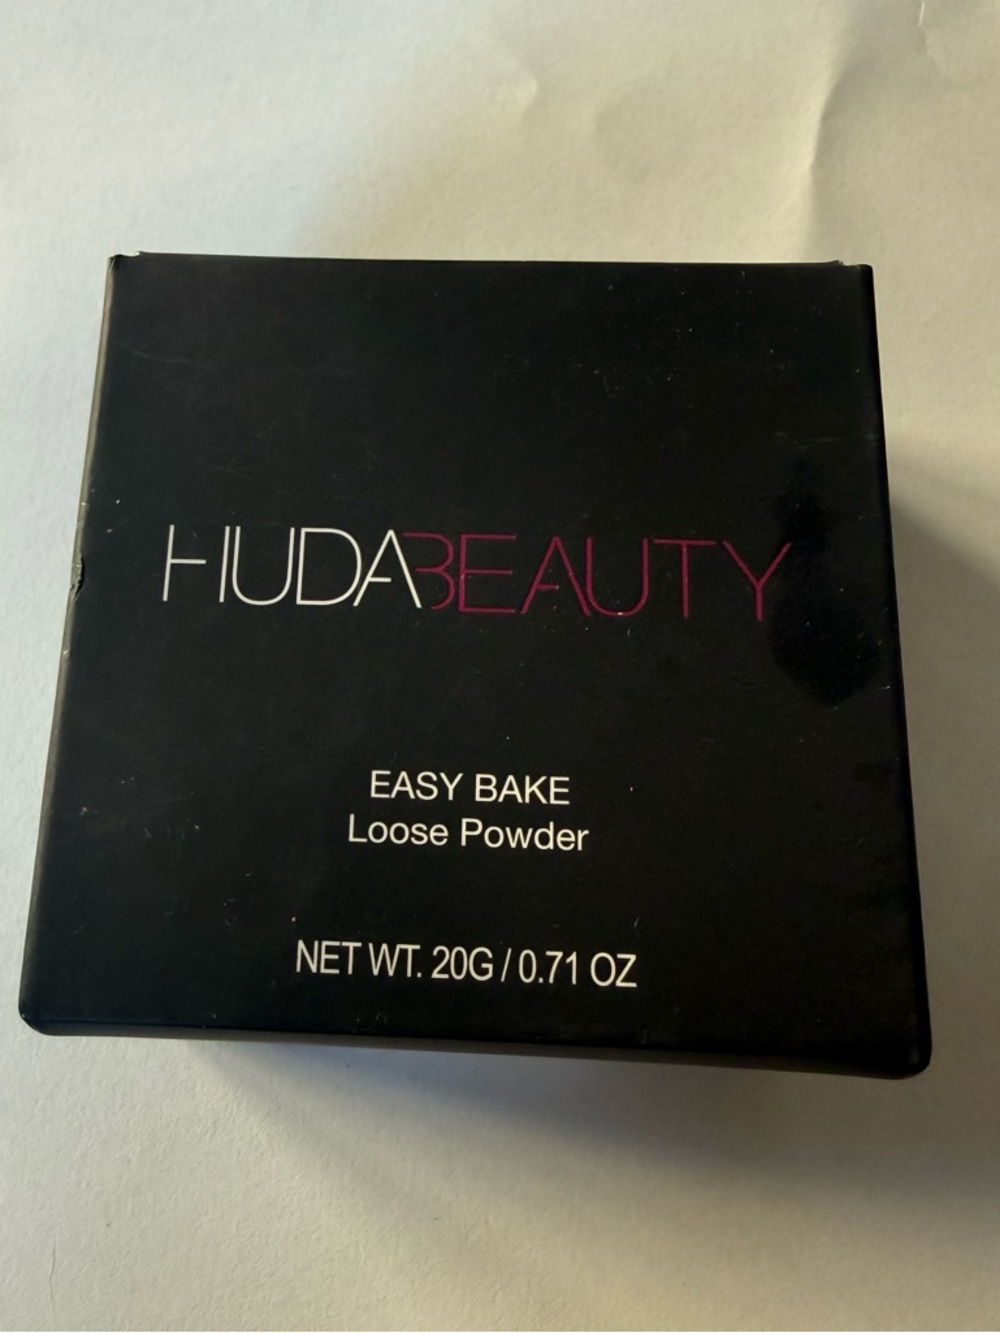 HUDABEAUTY
EASY BAKE
Loose Powder
NET WT. 20G / 0.71 OZ